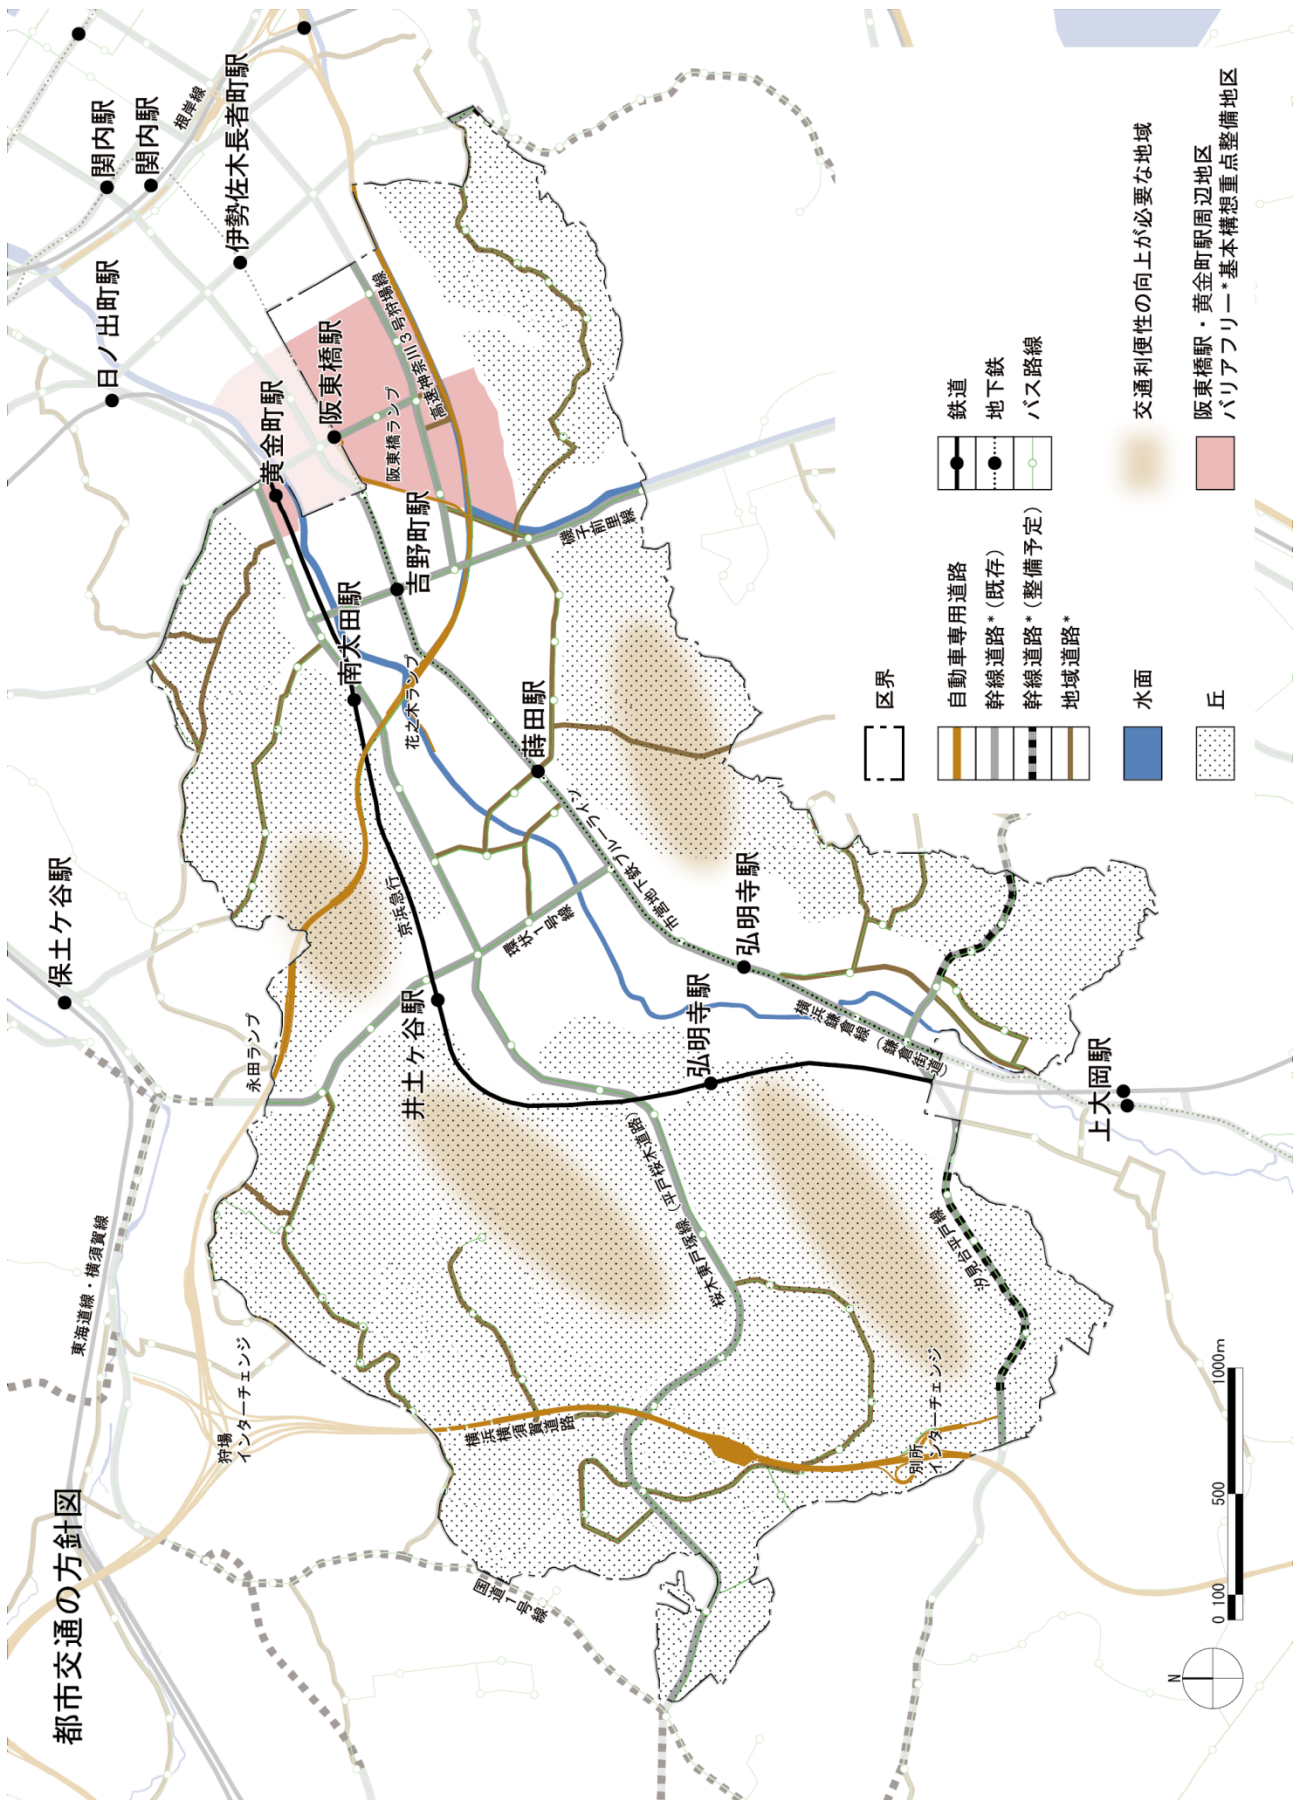 都市交通の方針図
東海道線・横須賀線
保土ケ谷駅
日ノ出町駅
関内駅
関内駅
根岸線
伊勢佐木長者町駅
狩場
インターチェンジ
永田ランプ
黄金町駅
阪東橋駅
阪東橋ランプ
高速神奈川3号狩場線
南太田駅
吉野町駅
花之木ランプ
京浜急行
井土ケ谷駅
環状1号線
蒔田駅
磯子前里線
市営地下鉄ブルーライン
国道1号線
横浜横須賀道路
桜木東戸塚線(平戸桜木道路)
弘明寺駅
弘明寺駅
横浜鎌倉線
(鎌倉街道)
汐見台平戸線
別所
インターチェンジ
上大岡駅
区界
自動車専用道路
幹線道路*(既存)
幹線道路*(整備予定)
地域道路*
水面
丘
鉄道
地下鉄
バス路線
交通利便性の向上が必要な地域
阪東橋駅・黄金町駅周辺地区
バリアフリー*基本構想重点整備地区
N
0 100 500 1000m